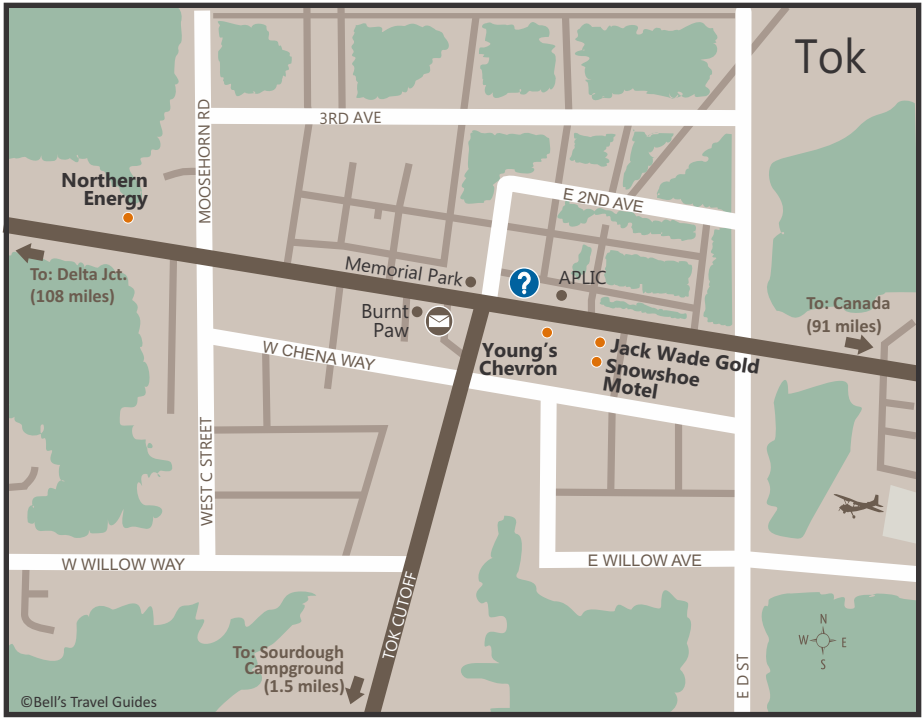 Tok
3RD AVE
MOOSEHORN RD
Northern
Energy
E 2ND AVE
To: Delta Jct.
(108 miles)
Memorial Park
?
APLIC
Burnt
Paw
To: Canada
(91 miles)
W CHENA WAY
Young's
Chevron
Jack Wade Gold
Snowshoe
Motel
WEST C STREET
W WILLOW WAY
E WILLOW AVE
TOK CUTOFF
To: Sourdough
Campground
(1.5 miles)
E D ST
N
W E
S
©Bell's Travel Guides